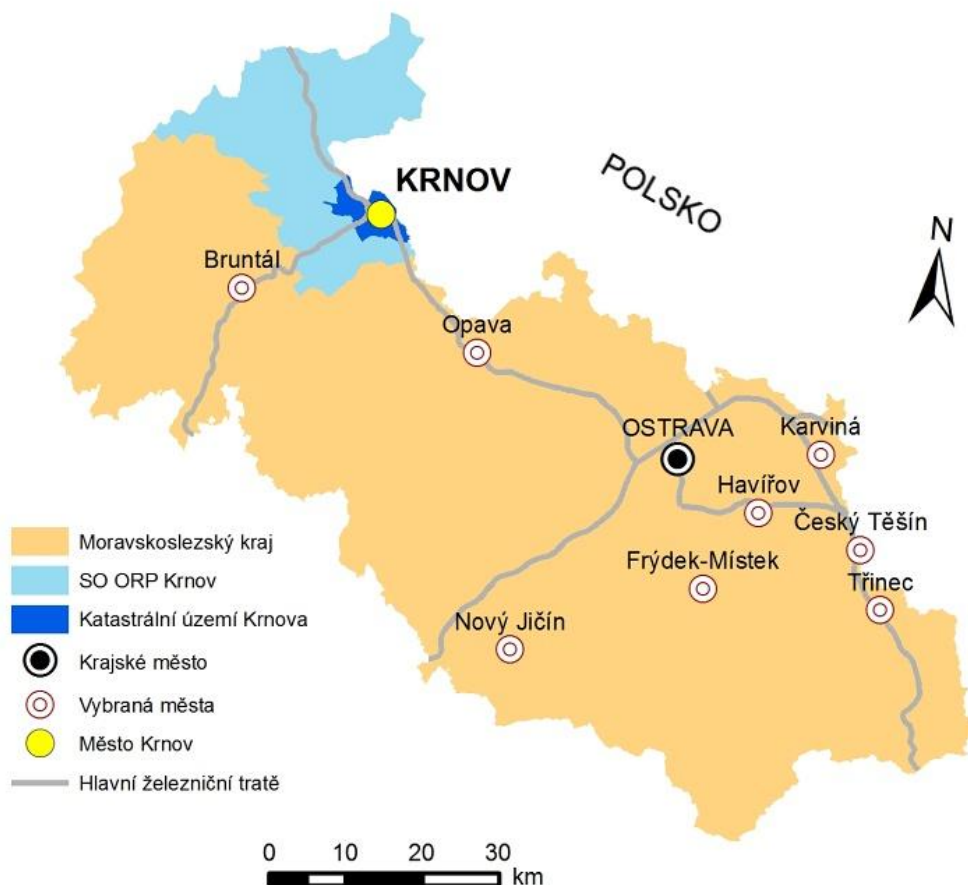 KRNOV
POLSKO
N
Bruntál
Opava
OSTRAVA
Karviná
Havířov
Český Těšín
Frýdek-Místek
Třinec
Nový Jičín
Moravskoslezský kraj
SO ORP Krnov
Katastrální území Krnova
Krajské město
Vybraná města
Město Krnov
Hlavní železniční tratě
0 10 20 30
km